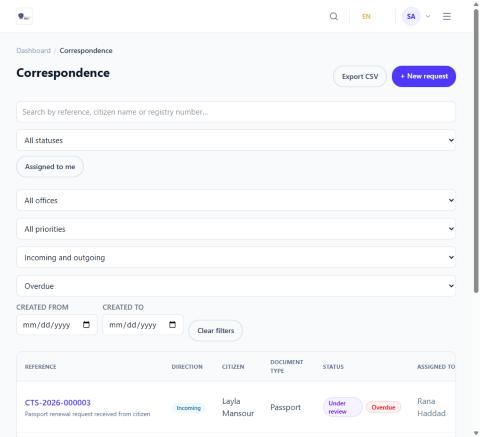 EN
SA
Dashboard / Correspondence
Correspondence
Export CSV
+ New request
Search by reference, citizen name or registry number...
All statuses
Assigned to me
All offices
All priorities
Incoming and outgoing
Overdue
CREATED FROM
CREATED TO
mm/dd/yyyy
mm/dd/yyyy
Clear filters
REFERENCE
DIRECTION
CITIZEN
DOCUMENT TYPE
STATUS
ASSIGNED TO
CTS-2026-000003
Passport renewal request received from citizen
Incoming
Layla Mansour
Passport
Under review
Overdue
Rana Haddad